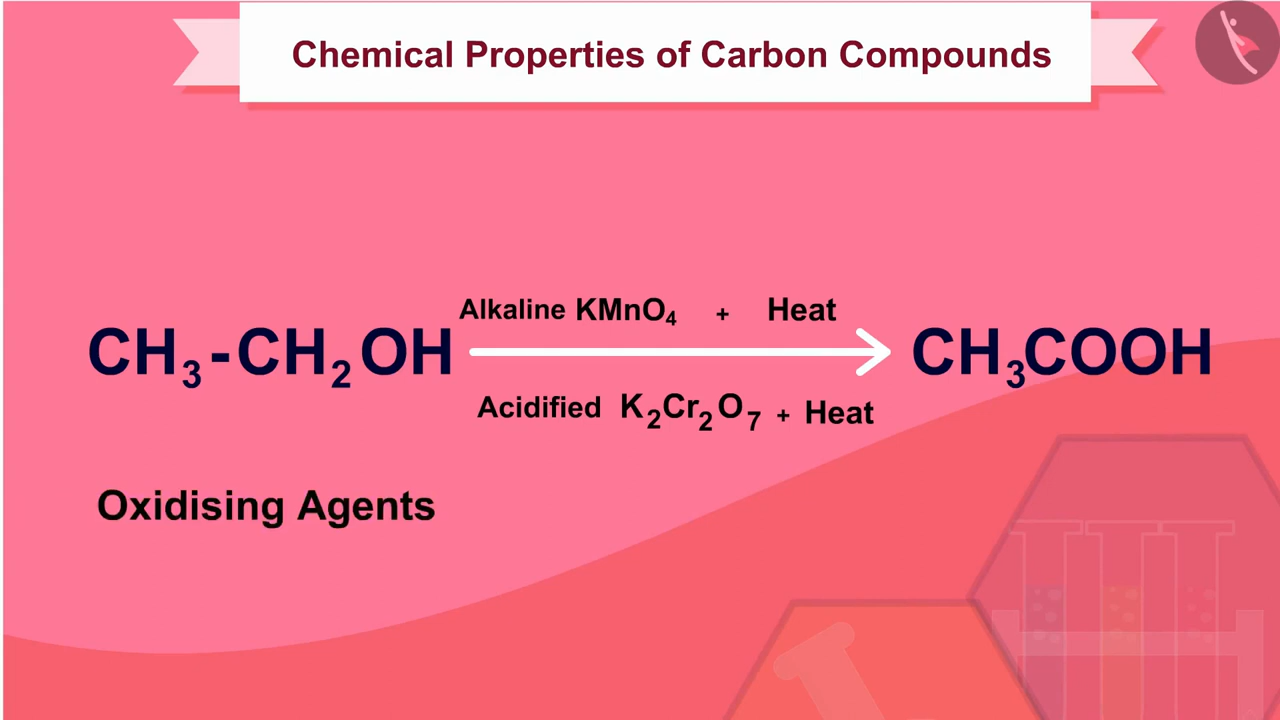 Chemical Properties of Carbon Compounds
Alkaline KMnO₄ + Heat
CH₃-CH₂OH CH₃COOH
Acidified K₂Cr₂O₇ + Heat
Oxidising Agents